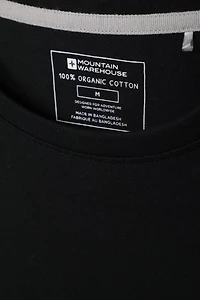 MOUNTAIN
WAREHOUSE
100% ORGANIC COTTON
M
DESIGNED FOR ADVENTURE
WORN WORLDWIDE
MADE IN BANGLADESH
FABRIQUE AU BANGLADESH